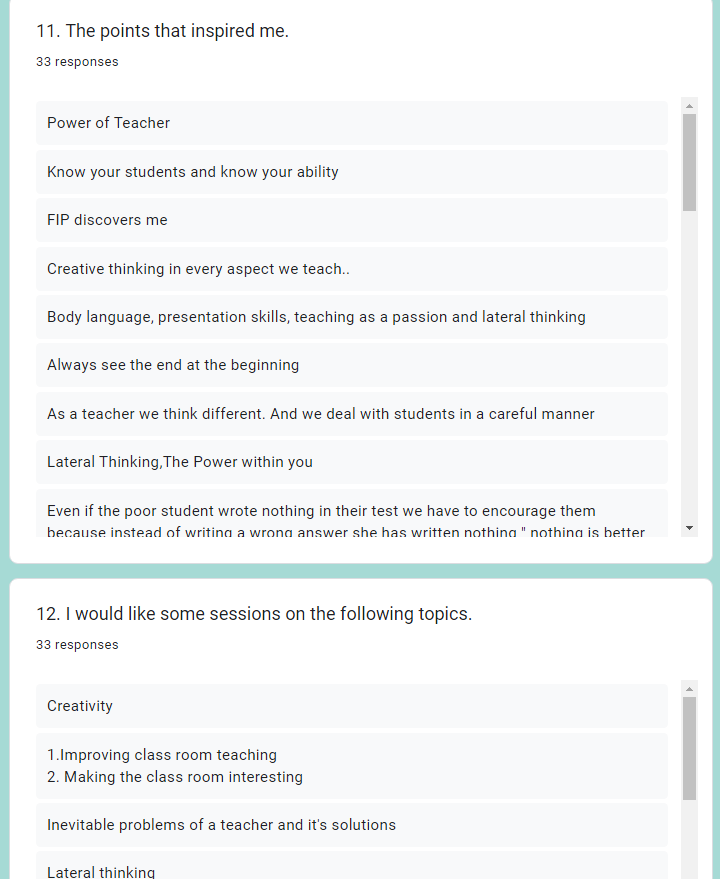 11. The points that inspired me.
33 responses
Power of Teacher
Know your students and know your ability
FIP discovers me
Creative thinking in every aspect we teach..
Body language, presentation skills, teaching as a passion and lateral thinking
Always see the end at the beginning
As a teacher we think different. And we deal with students in a careful manner
Lateral Thinking,The Power within you
Even if the poor student wrote nothing in their test we have to encourage them
because instead of writing a wrong answer she has written nothing " nothing is better
12. I would like some sessions on the following topics.
33 responses
Creativity
1.Improving class room teaching
2. Making the class room interesting
Inevitable problems of a teacher and it's solutions
Lateral thinking